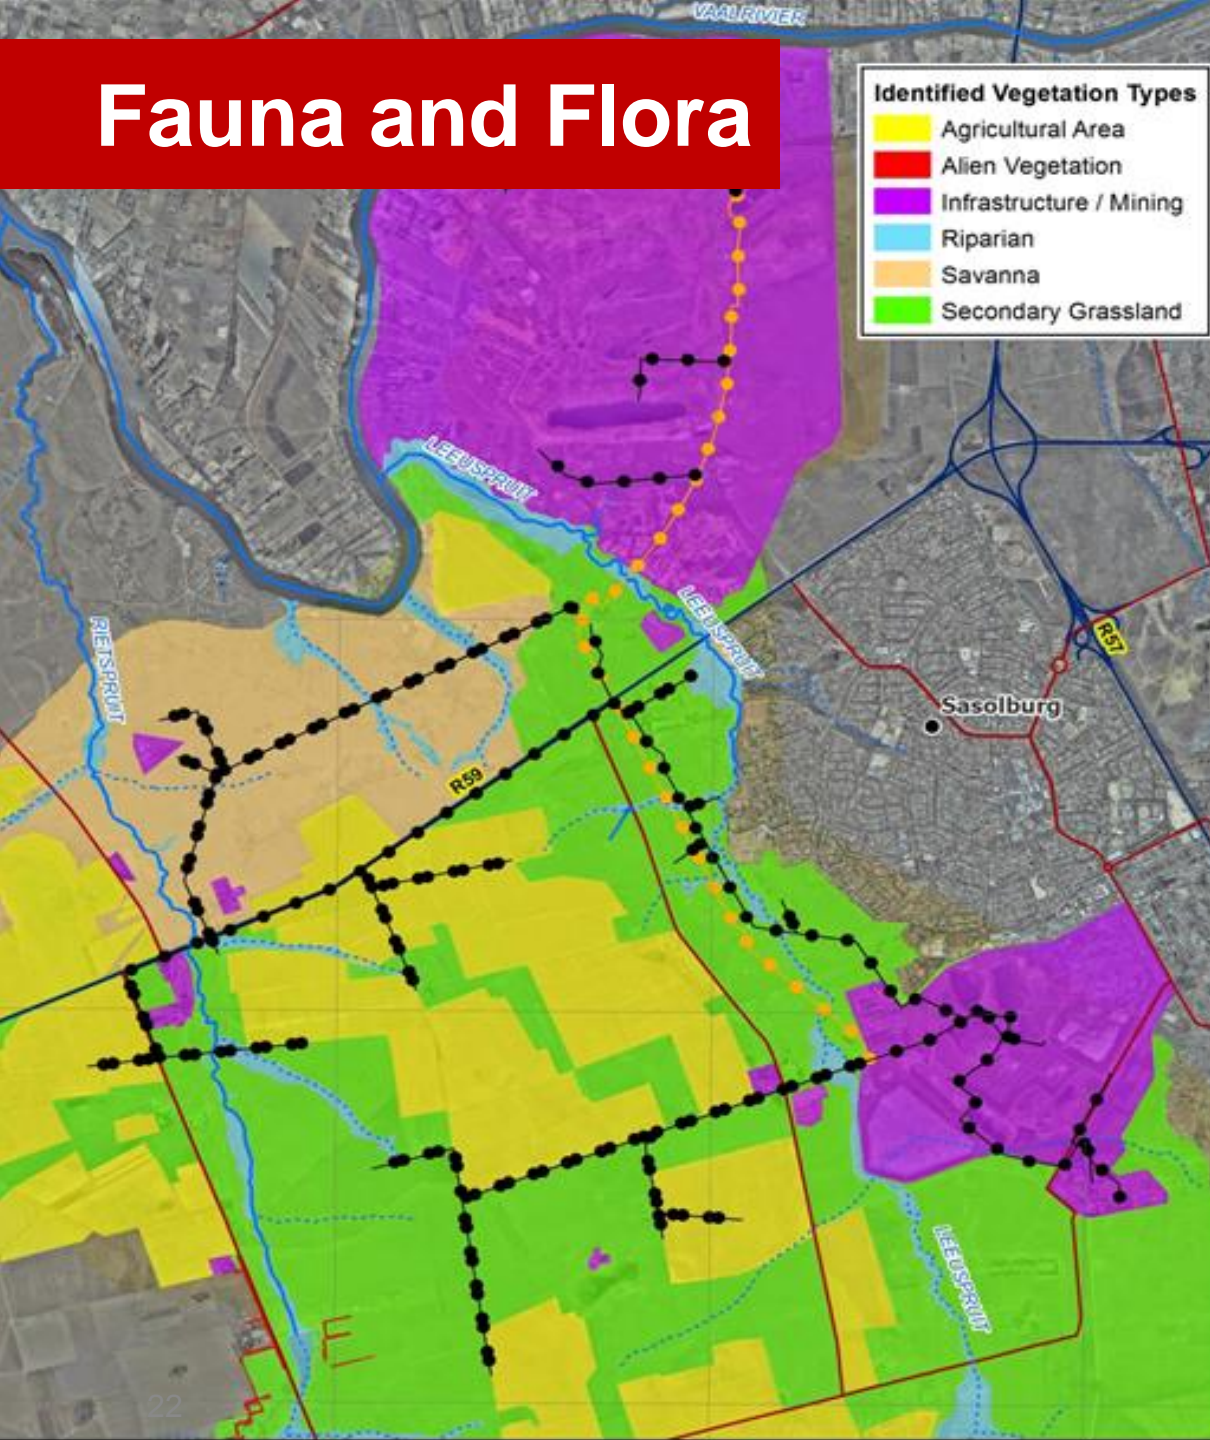 VAALRIVIER
Fauna and Flora
Identified Vegetation Types
Agricultural Area
Alien Vegetation
Infrastructure / Mining
Riparian
Savanna
Secondary Grassland
LEEUSPRUIT
LEEUSPRUIT
RIETSPRUIT
R57
Sasolburg
R59
LEEUSPRUIT
22